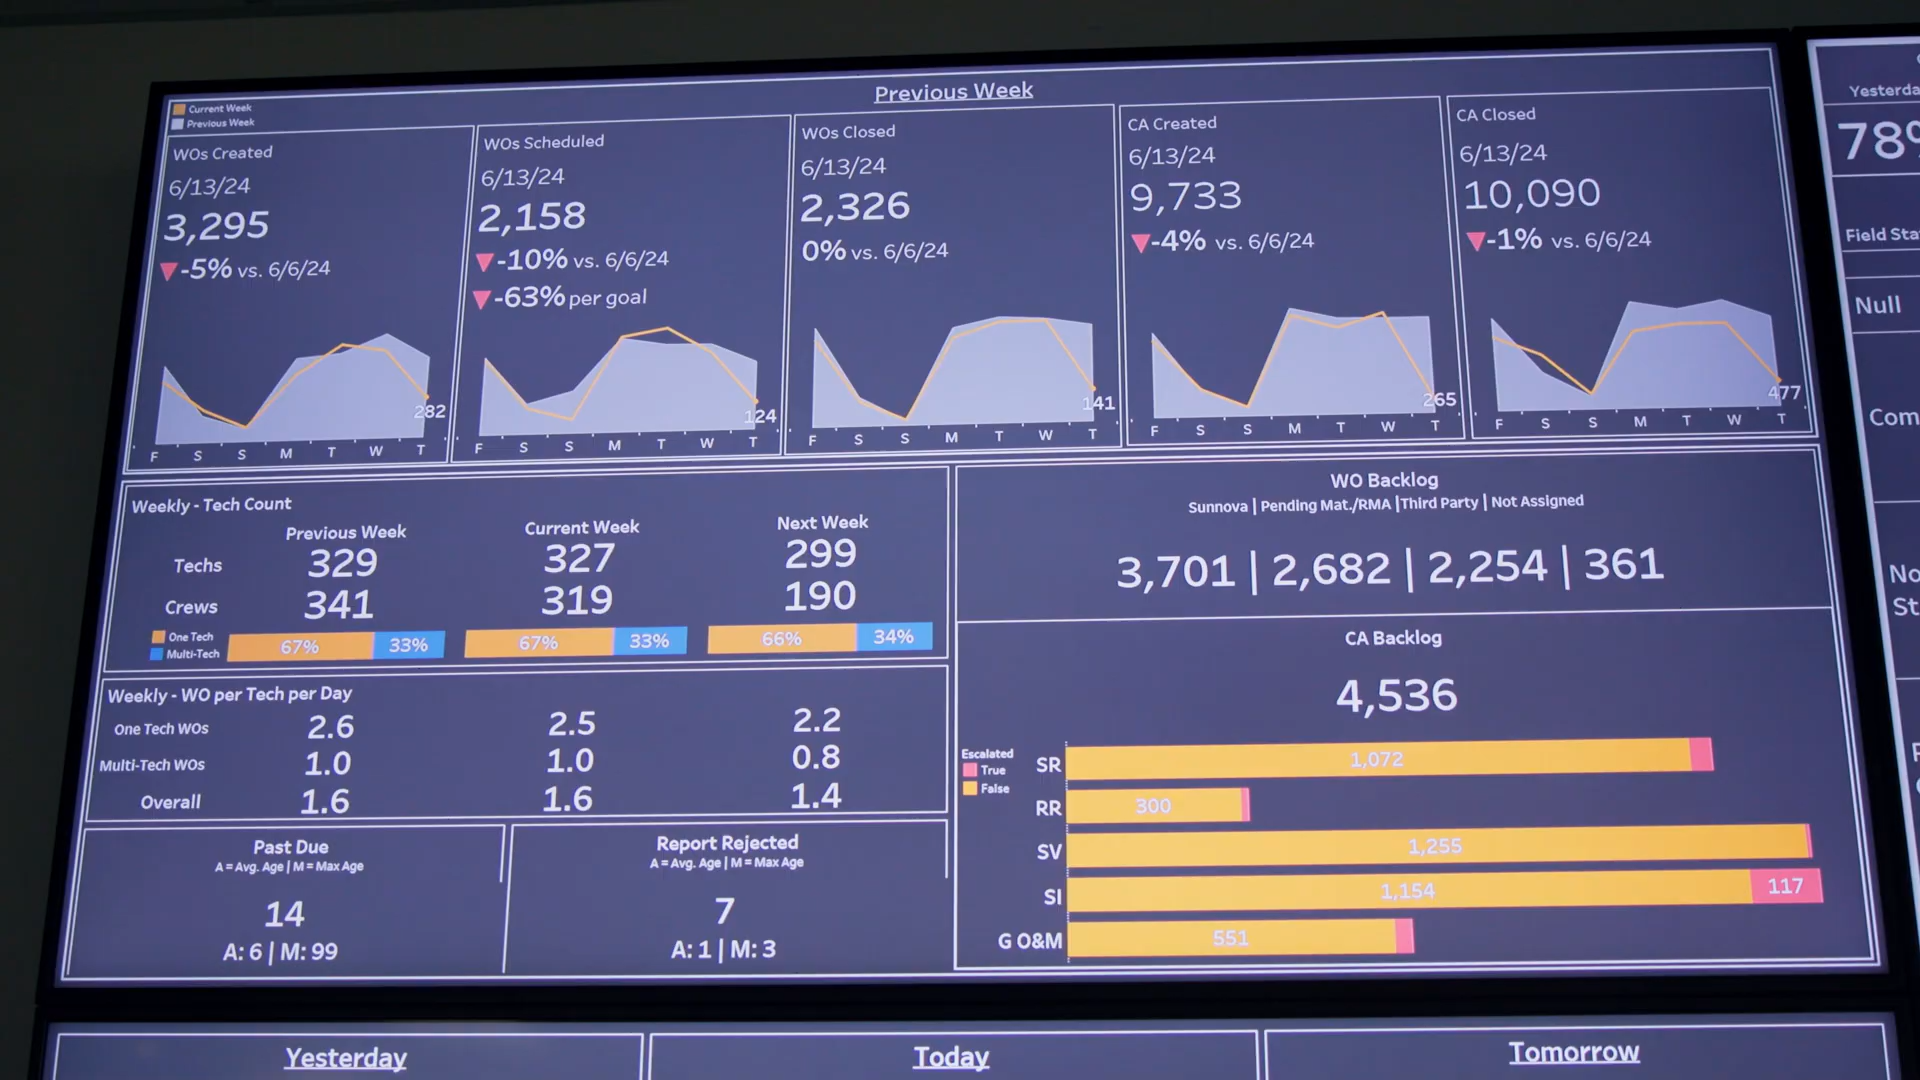 Current Week
Previous Week
Previous Week
WOs Created
6/13/24
3,295
-5% vs. 6/6/24
282
F S S M T W T
WOs Scheduled
6/13/24
2,158
-10% vs. 6/6/24
-63% per goal
124
F S S M T W T
WOs Closed
6/13/24
2,326
0% vs. 6/6/24
141
F S S M T W T
CA Created
6/13/24
9,733
-4% vs. 6/6/24
265
F S S M T W T
CA Closed
6/13/24
10,090
-1% vs. 6/6/24
477
F S S M T W T
Weekly - Tech Count
Previous Week Current Week Next Week
Techs 329 327 299
Crews 341 319 190
One Tech
Multi-Tech
67% 33% 67% 33% 66% 34%
Weekly - WO per Tech per Day
One Tech WOs 2.6 2.5 2.2
Multi-Tech WOs 1.0 1.0 0.8
Overall 1.6 1.6 1.4
Past Due
A = Avg. Age | M = Max Age
14
A: 6 | M: 99
Report Rejected
A = Avg. Age | M = Max Age
7
A: 1 | M: 3
WO Backlog
Sunnova | Pending Mat./RMA | Third Party | Not Assigned
3,701 | 2,682 | 2,254 | 361
CA Backlog
4,536
Escalated
True
False
SR 1,072
RR 300
SV 1,255
SI 1,154 117
G O&M 551
Yesterda
78%
Field Sta
Null
Com
No
St
Yesterday
Today
Tomorrow